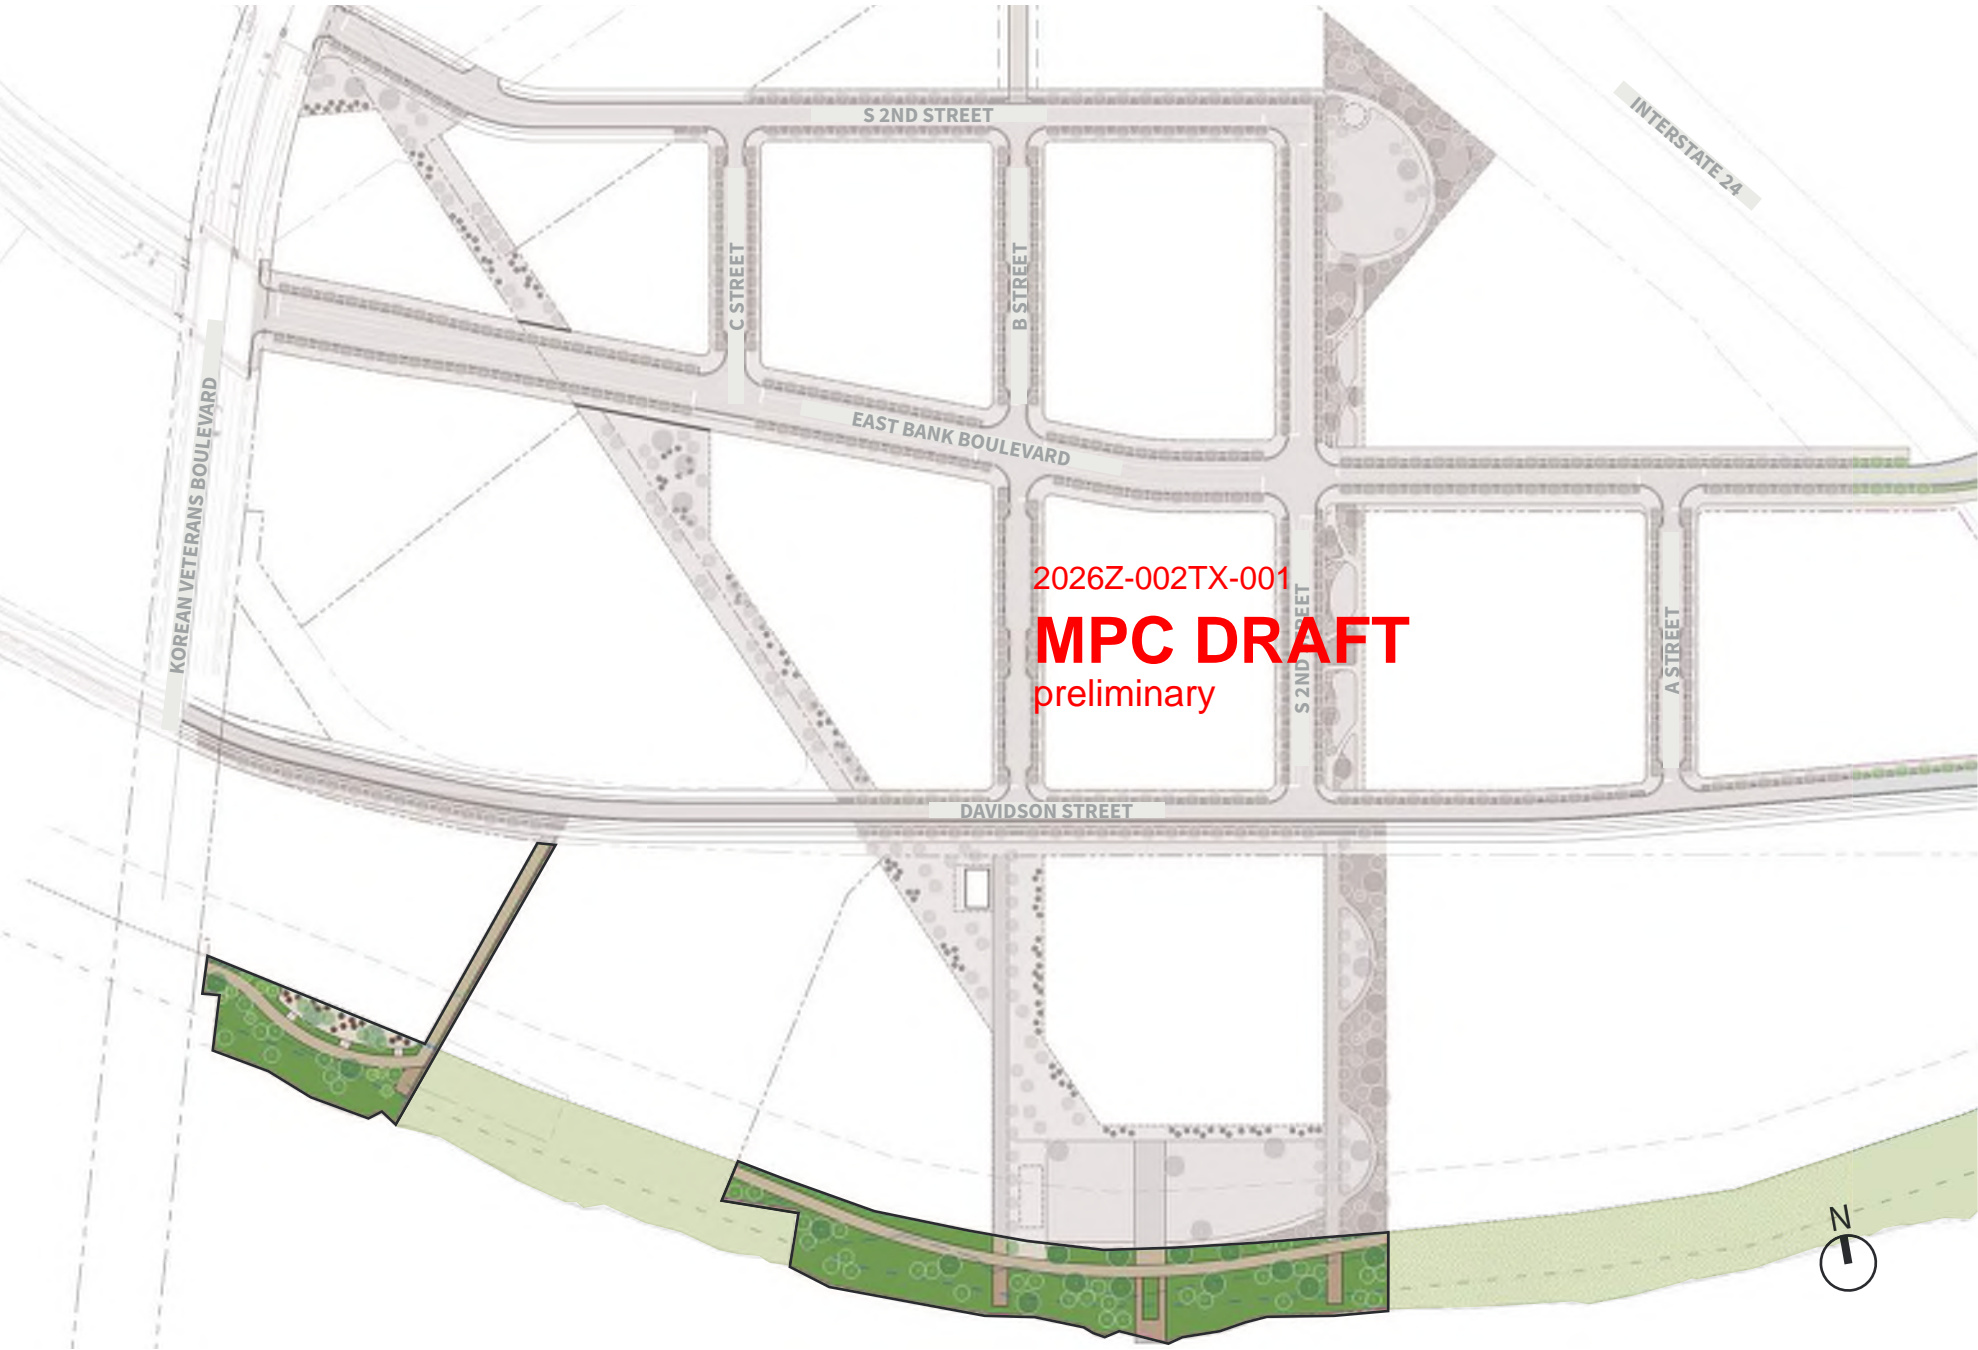 S 2ND STREET
INTERSTATE 24
C STREET
B STREET
KOREAN VETERANS BOULEVARD
EAST BANK BOULEVARD
2026Z-002TX-001
MPC DRAFT
preliminary
S 2ND STREET
A STREET
DAVIDSON STREET
N